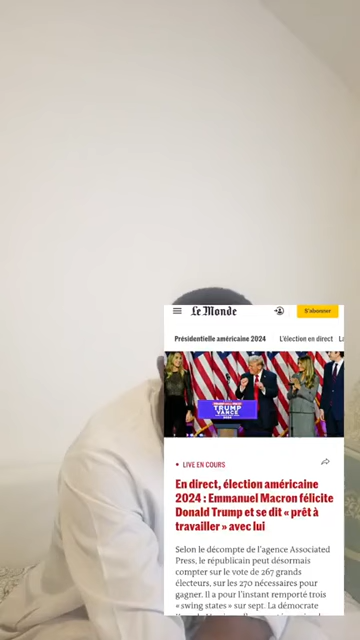 Le Monde
S'abonner
Présidentielle américaine 2024 L'élection en direct
TRUMP
VANCE
LIVE EN COURS
En direct, élection américaine
2024 : Emmanuel Macron félicite
Donald Trump et se dit « prêt à
travailler » avec lui
Selon le décompte de l'agence Associated
Press, le républicain peut désormais
compter sur le vote de 267 grands
électeurs, sur les 270 nécessaires pour
gagner. Il a pour l'instant remporté trois
« swing states » sur sept. La démocrate